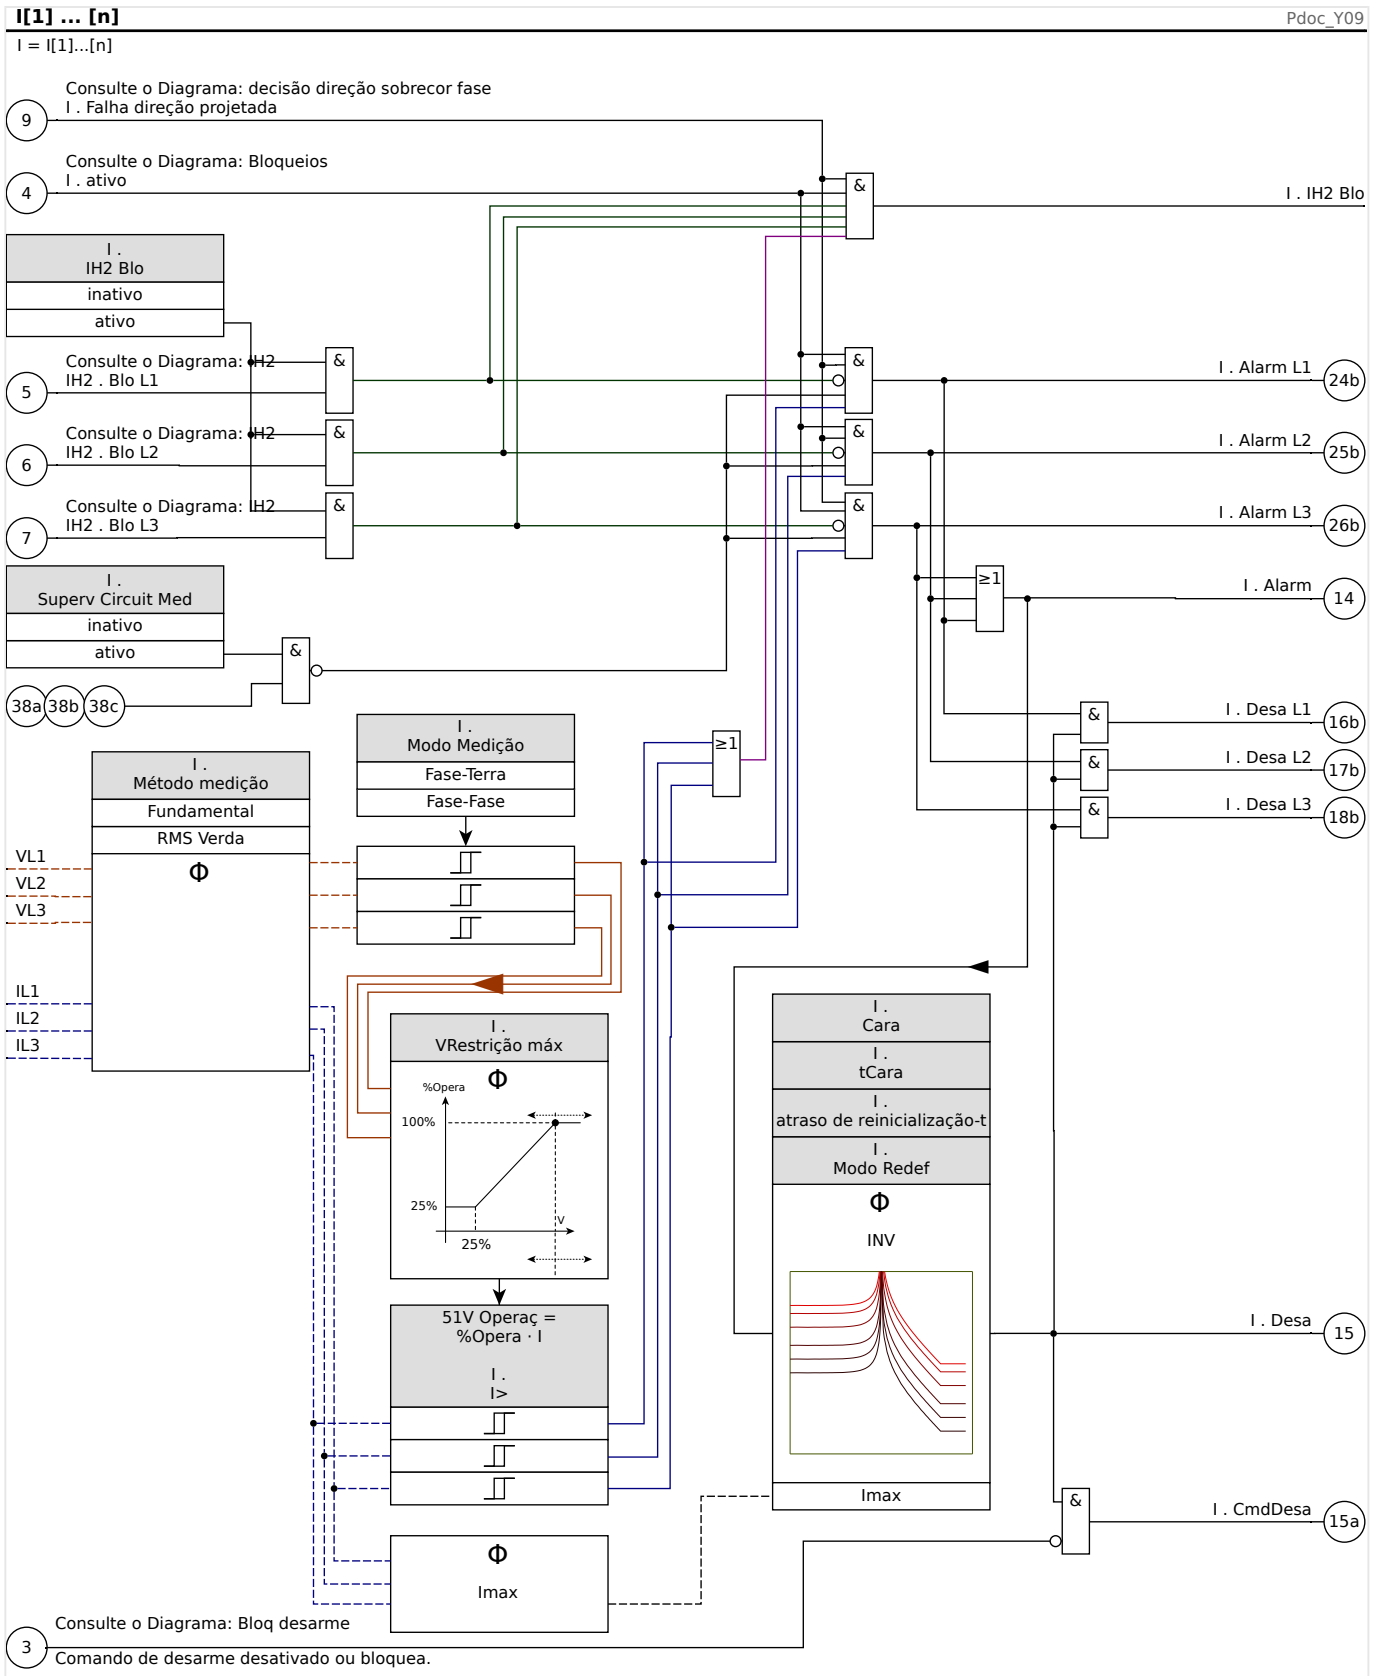 I[1] ... [n]
Pdoc_Y09
I = I[1]...[n]
Consulte o Diagrama: decisão direção sobrecor fase
I . Falha direção projetada
9
Consulte o Diagrama: Bloqueios
I . ativo
4
&
I . IH2 Blo
I .
IH2 Blo
inativo
ativo
Consulte o Diagrama: IH2
IH2 . Blo L1
5
&
&
I . Alarm L1
24b
Consulte o Diagrama: IH2
IH2 . Blo L2
6
&
&
I . Alarm L2
25b
Consulte o Diagrama: IH2
IH2 . Blo L3
7
&
&
I . Alarm L3
26b
I .
Superv Circuit Med
inativo
ativo
≥1
I . Alarm
14
&
38a
38b
38c
&
I . Desa L1
16b
&
I . Desa L2
17b
&
I . Desa L3
18b
I .
Modo Medição
Fase-Terra
Fase-Fase
≥1
I .
Método medição
Fundamental
RMS Verda
Φ
VL1
VL2
VL3
IL1
IL2
IL3
I .
VRestrição máx
Φ
%Opera
100%
25%
25%
V
I .
Cara
I .
tCara
I .
atraso de reinicialização-t
I .
Modo Redef
Φ
INV
Imax
51V Operaç =
%Opera · I
I .
I>
I . Desa
15
&
I . CmdDesa
15a
Φ
Imax
Consulte o Diagrama: Bloq desarme
3
Comando de desarme desativado ou bloquea.